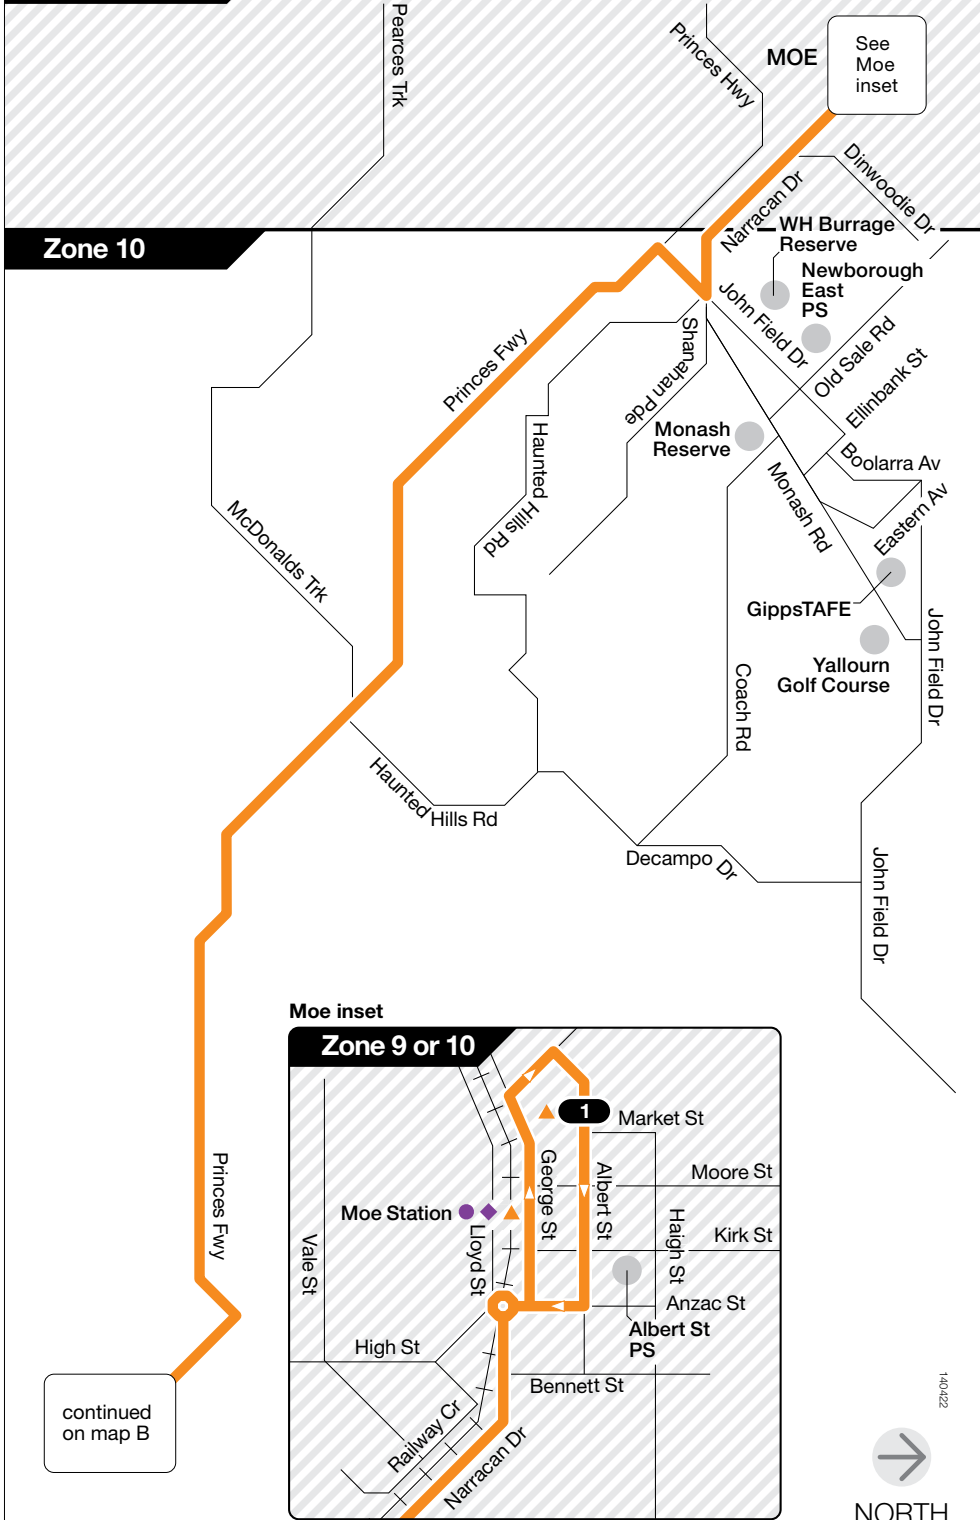 Pearces Trk
Princes Hwy
MOE
See
Moe
inset
Dinwoodie Dr
Narracan Dr
Zone 10
WH Burrage
Reserve
Newborough
East
PS
John Field Dr
Old Sale Rd
Ellinbank St
Princes Fwy
Shanahan Pde
Haunted
Hills Rd
Monash
Reserve
Boolarra Av
Monash Rd
Eastern Av
McDonalds Trk
GippsTAFE
Yallourn
Golf Course
John Field Dr
Coach Rd
Haunted
Hills Rd
Decampo Dr
John Field Dr
Princes Fwy
continued
on map B
Moe inset
Zone 9 or 10
1
Market St
George St
Albert St
Moore St
Moe Station
Lloyd St
Haigh St
Kirk St
Vale St
Anzac St
Albert St
PS
High St
Bennett St
Railway Cr
Narracan Dr
140422
NORTH